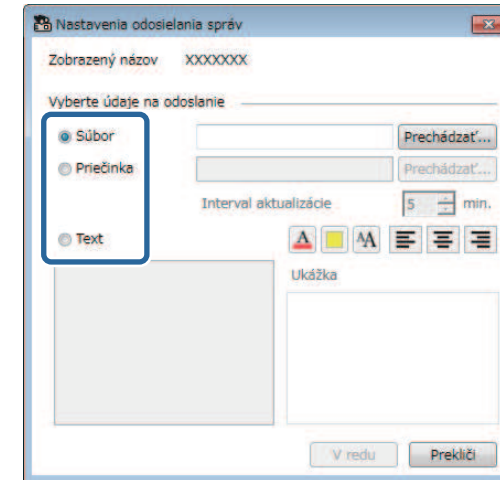 Nastavenia odosielania správ
Zobrazený názov XXXXXXX
Vyberte údaje na odoslanie
Súbor Prechádzať...
Priečinka Prechádzať...
Interval aktualizácie 5 min.
Text A AA
Ukážka
V redu Prekliči